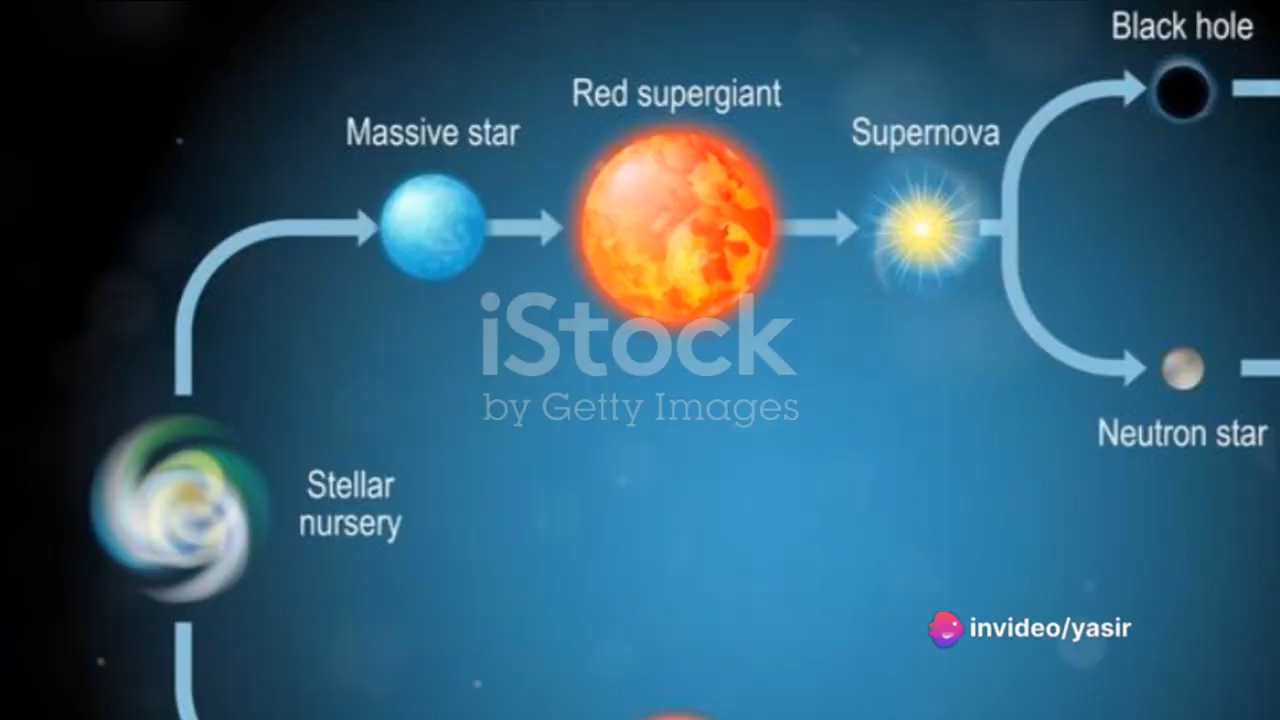 Black hole
Red supergiant
Massive star
Supernova
iStock
by Getty Images
Neutron star
Stellar
nursery
invideo/yasir